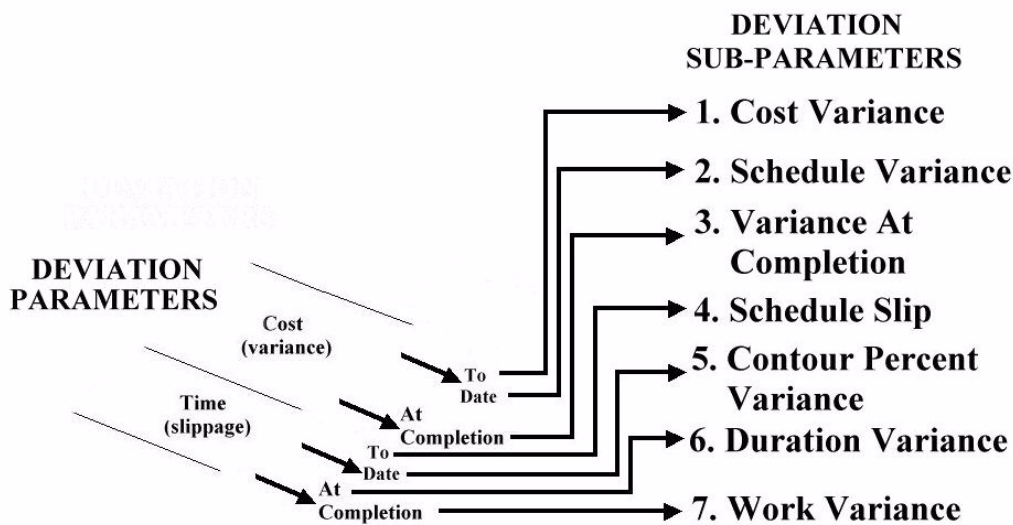 DEVIATION
SUB-PARAMETERS
1. Cost Variance
2. Schedule Variance
3. Variance At
Completion
DEVIATION
PARAMETERS
4. Schedule Slip
Cost
(variance)
5. Contour Percent
Variance
To
Date
Time
(slippage)
At
Completion
6. Duration Variance
To
Date
At
Completion
7. Work Variance